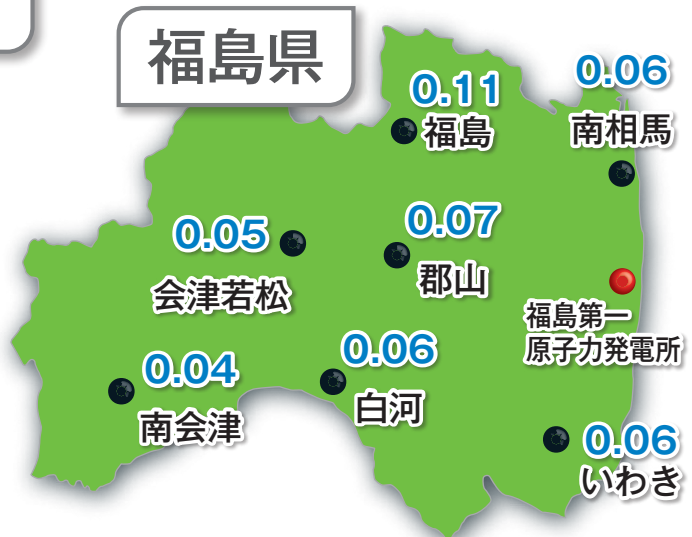 福島県
0.11
福島
0.06
南相馬
0.05
会津若松
0.07
郡山
福島第一
原子力発電所
0.04
南会津
0.06
白河
0.06
いわき